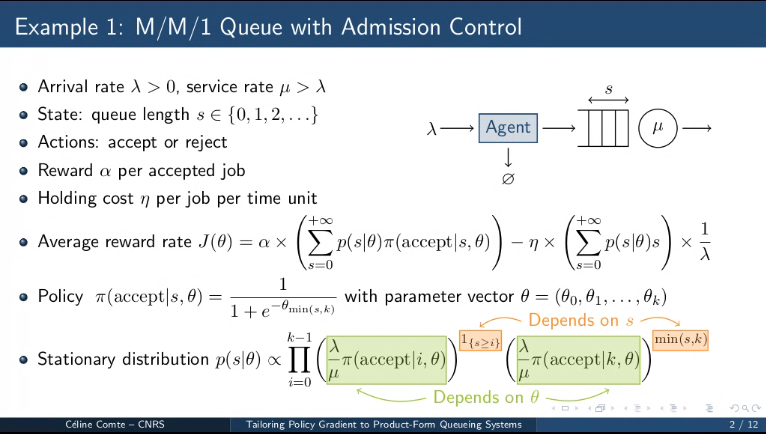 Example 1: M/M/1 Queue with Admission Control
Arrival rate λ > 0, service rate μ > λ
State: queue length s ∈ {0, 1, 2, . . .}
Actions: accept or reject
Reward α per accepted job
Holding cost η per job per time unit
λ Agent s μ
∅
Average reward rate J(θ) = α × ( ∑_{s=0}^{+∞} p(s|θ)π(accept|s, θ) ) − η × ( ∑_{s=0}^{+∞} p(s|θ)s ) × 1/λ
Policy π(accept|s, θ) = 1/(1 + e^{−θ_{min(s,k)}}) with parameter vector θ = (θ_0, θ_1, . . . , θ_k)
Depends on s
Stationary distribution p(s|θ) ∝ ∏_{i=0}^{k−1} ( λ/μ π(accept|i, θ) )^{1_{{s≥i}}} ( λ/μ π(accept|k, θ) )^{min(s,k)}
Depends on θ
Céline Comte – CNRS Tailoring Policy Gradient to Product-Form Queueing Systems 2 / 12